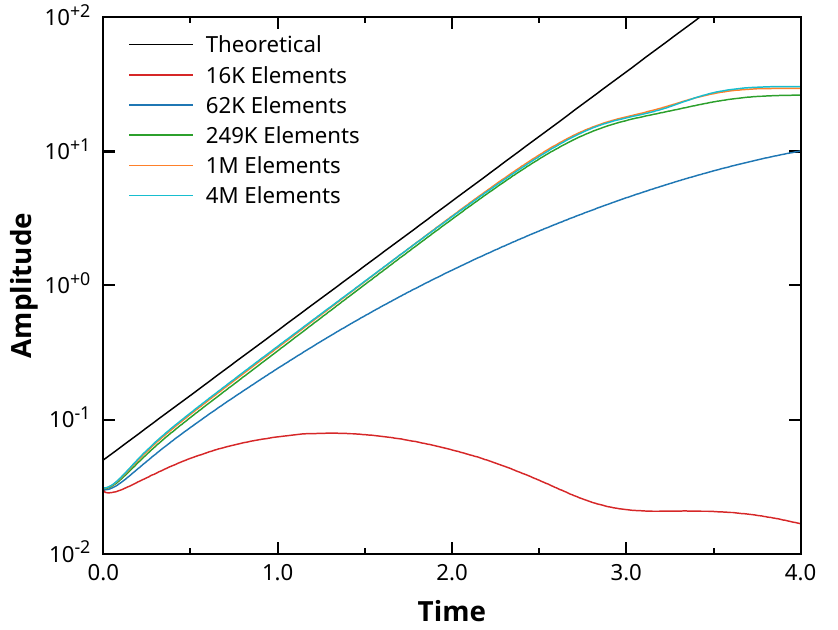 10+2
Theoretical
16K Elements
62K Elements
249K Elements
10+1
1M Elements
4M Elements
Amplitude
10+0
10-1
10-2
0.0 1.0 2.0 3.0 4.0
Time